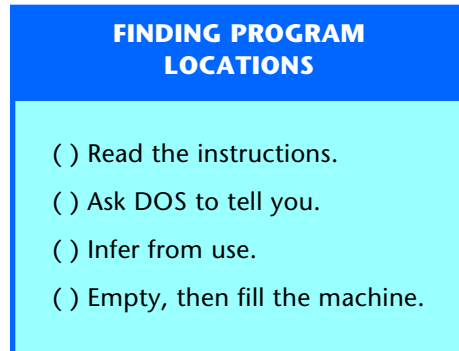 FINDING PROGRAM
LOCATIONS
( ) Read the instructions.
( ) Ask DOS to tell you.
( ) Infer from use.
( ) Empty, then fill the machine.